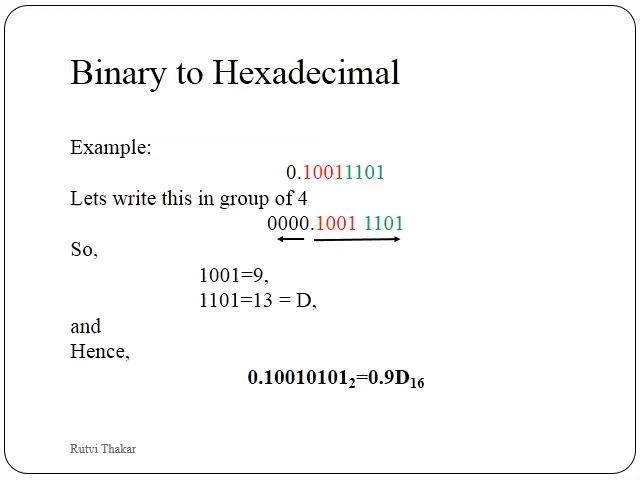 Binary to Hexadecimal
Example:
0.10011101
Lets write this in group of 4
0000.1001 1101
So,
1001=9,
1101=13 = D,
and
Hence,
0.10010101₂=0.9D₁₆
Rutvi Thakar